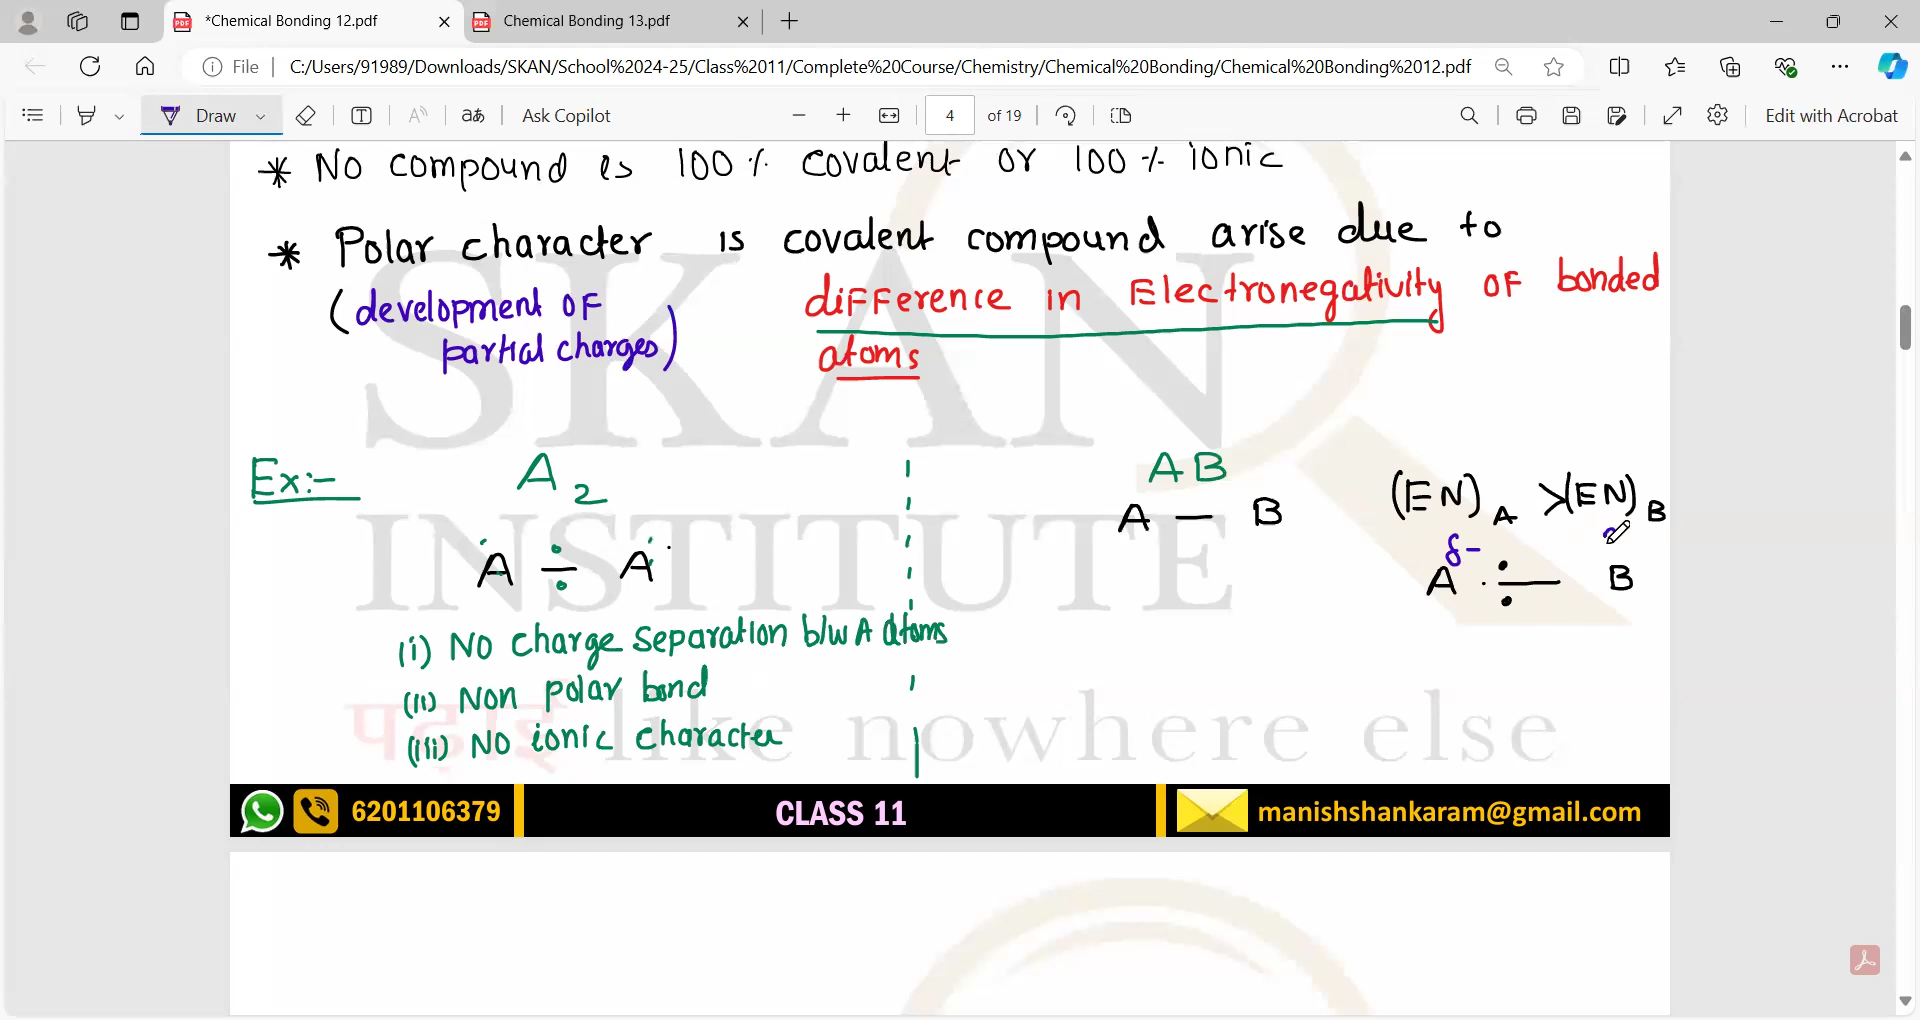 *Chemical Bonding 12.pdf
Chemical Bonding 13.pdf
File
C:/Users/91989/Downloads/SKAN/School%2024-25/Class%2011/Complete%20Course/Chemistry/Chemical%20Bonding/Chemical%20Bonding%2012.pdf
Draw
Ask Copilot
4 of 19
Edit with Acrobat
* No compound is 100 % covalent or 100 % ionic
* Polar character is covalent compound arise due to
(development of partial charges)
difference in Electronegativity of bonded
atoms
Ex:-
A2
A ÷ A
(i) No charge separation b/w A atoms
(ii) Non polar bond
(iii) No ionic character
AB
A — B
(EN)A >(EN)B
δ-
A : — B
SKAN
INSTITUTE
पढ़ाई like nowhere else
6201106379
CLASS 11
manishshankaram@gmail.com